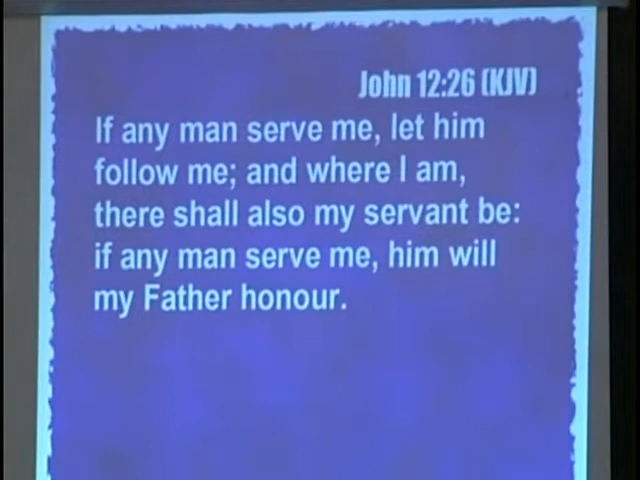 John 12:26 (KJV)
If any man serve me, let him
follow me; and where I am,
there shall also my servant be:
if any man serve me, him will
my Father honour.